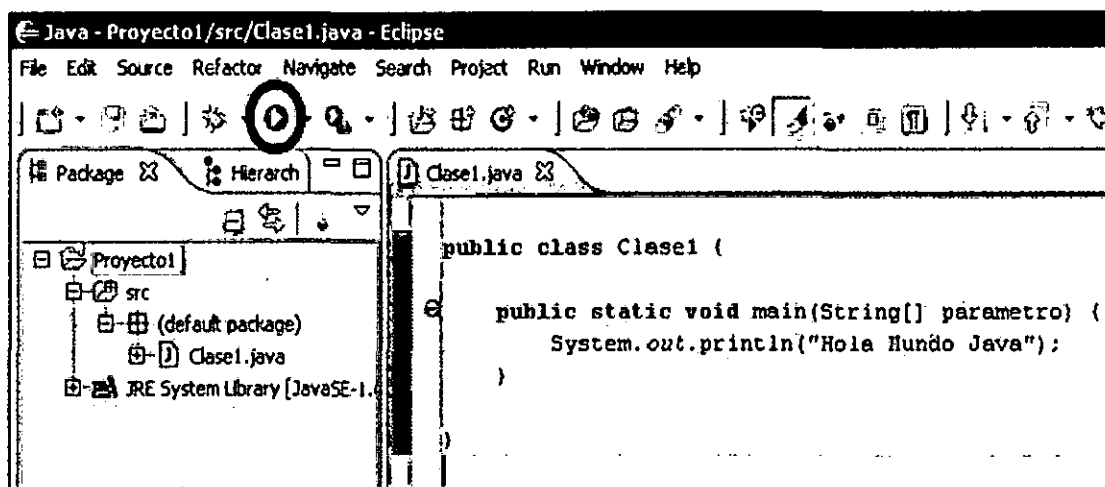 Java - Proyecto1/src/Clase1.java - Eclipse
File Edit Source Refactor Navigate Search Project Run Window Help
Package Hierarch
Clase1.java
Proyecto1
src
(default package)
Clase1.java
JRE System Library [JavaSE-1.
public class Clase1 {
public static void main(String[] parametro) {
System.out.println("Hola Mundo Java");
}
}